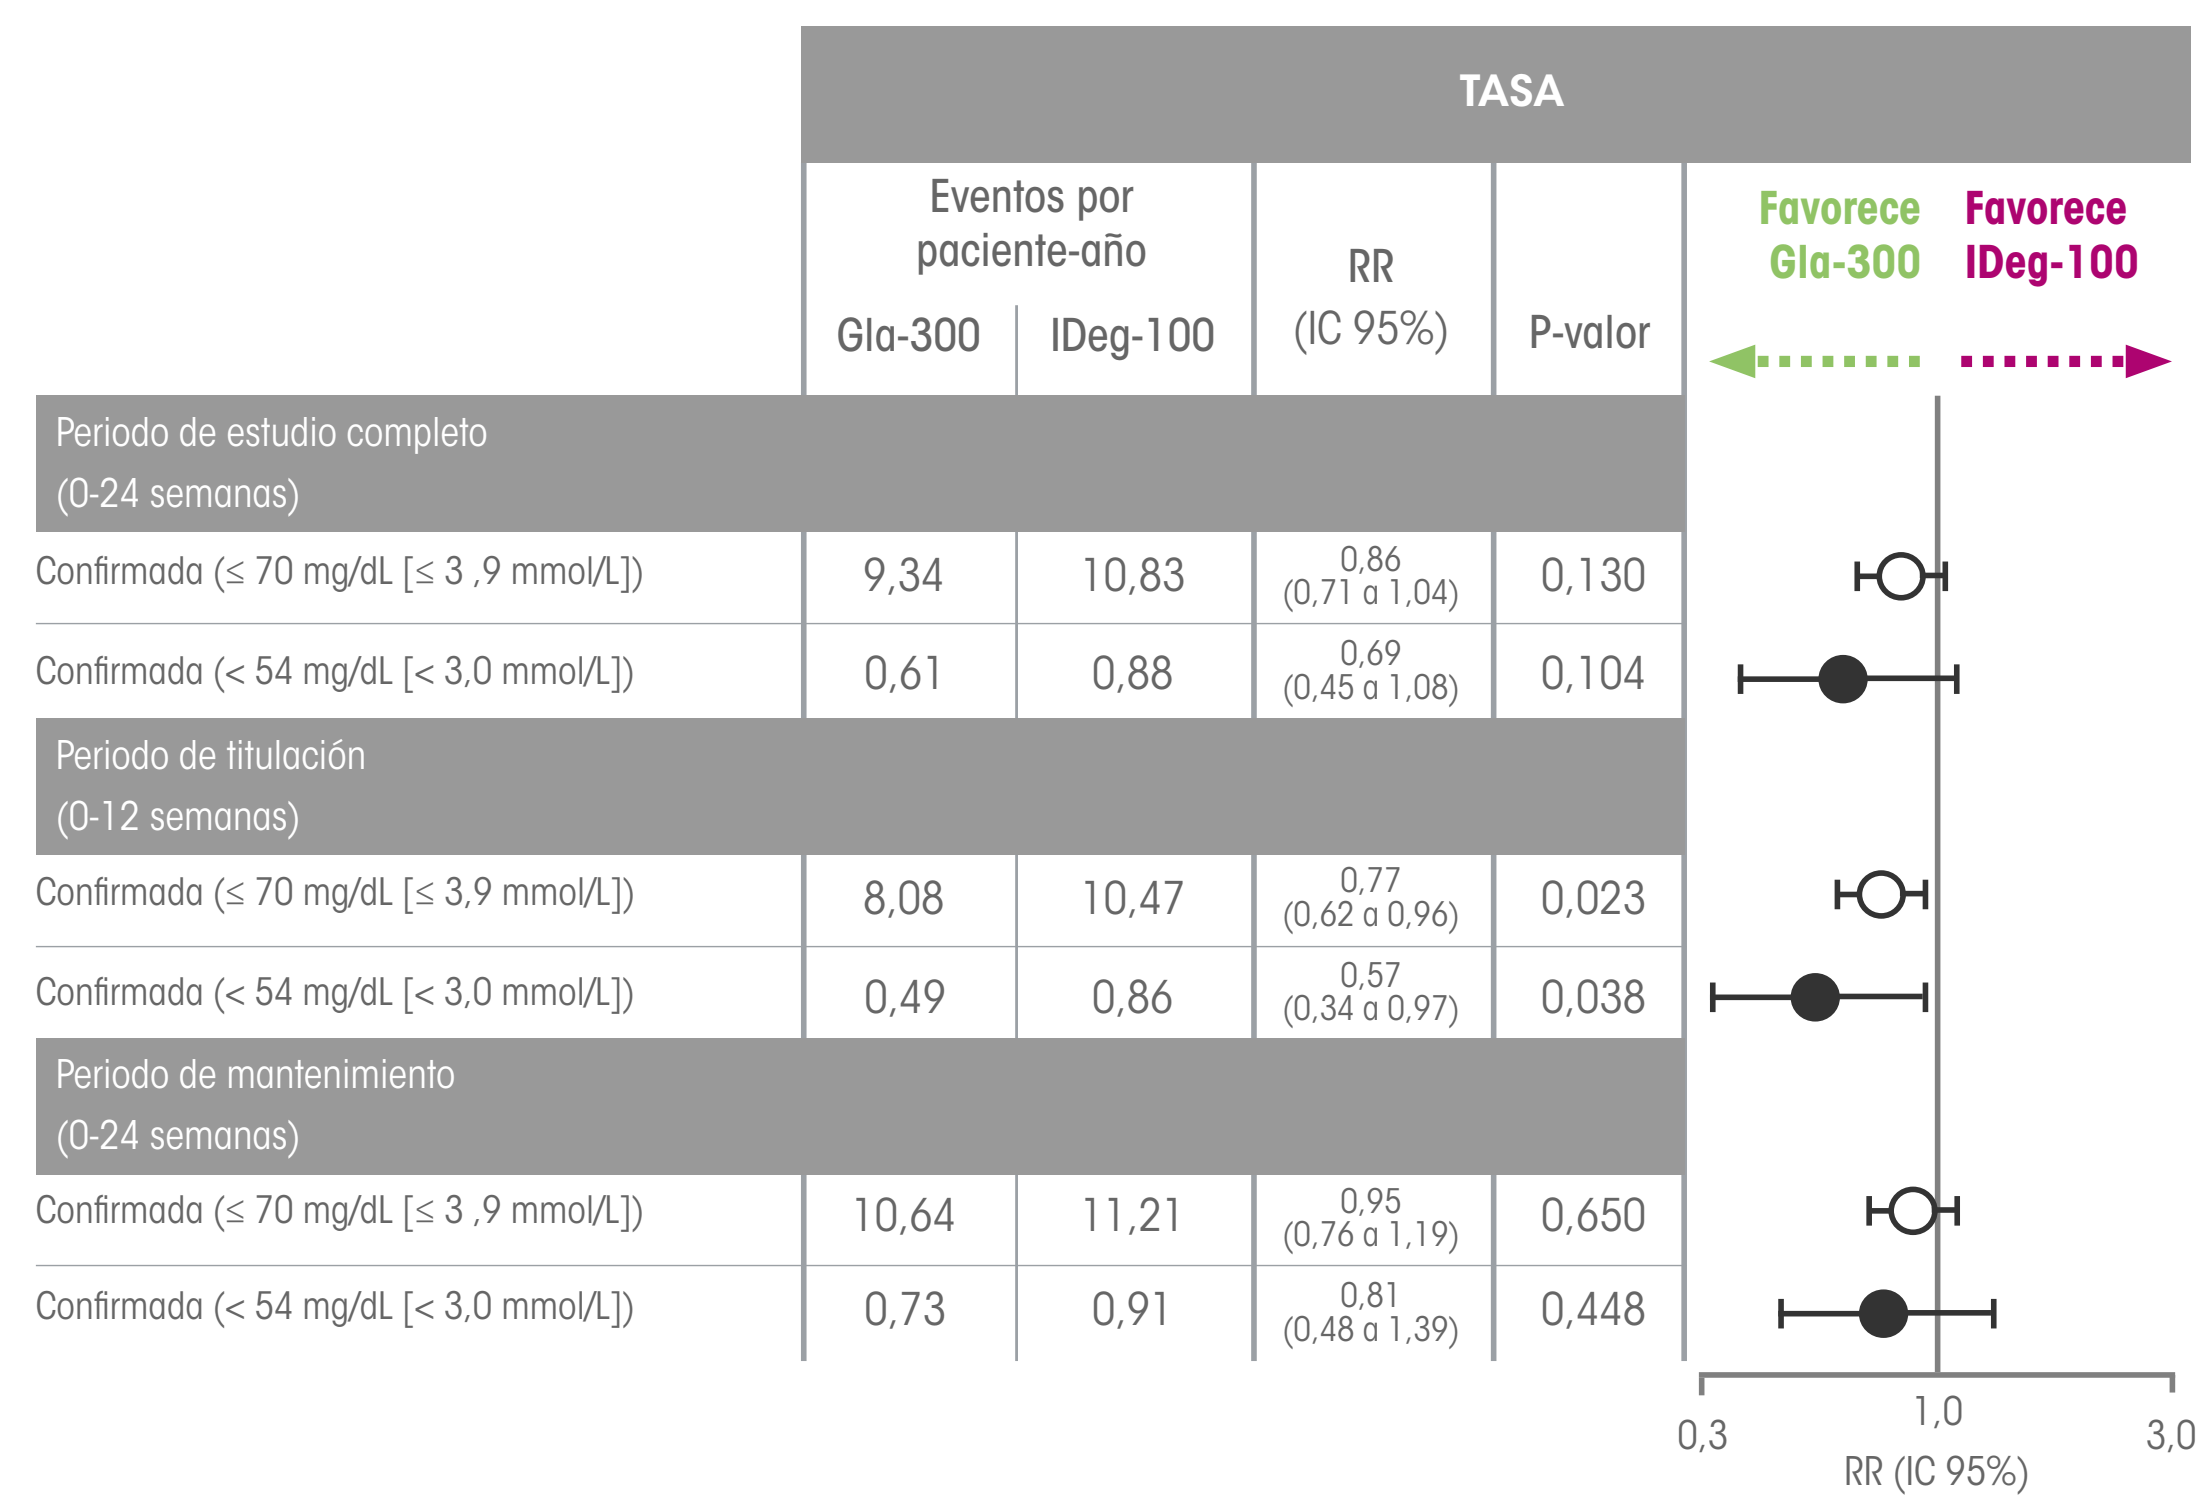 TASA
Eventos por
paciente-año
Gla-300
IDeg-100
RR
(IC 95%)
P-valor
Favorece
Gla-300
Favorece
IDeg-100
Periodo de estudio completo
(0-24 semanas)
Confirmada (≤ 70 mg/dL [≤ 3 ,9 mmol/L])
9,34
10,83
0,86
(0,71 a 1,04)
0,130
Confirmada (< 54 mg/dL [< 3,0 mmol/L])
0,61
0,88
0,69
(0,45 a 1,08)
0,104
Periodo de titulación
(0-12 semanas)
Confirmada (≤ 70 mg/dL [≤ 3,9 mmol/L])
8,08
10,47
0,77
(0,62 a 0,96)
0,023
Confirmada (< 54 mg/dL [< 3,0 mmol/L])
0,49
0,86
0,57
(0,34 a 0,97)
0,038
Periodo de mantenimiento
(0-24 semanas)
Confirmada (≤ 70 mg/dL [≤ 3 ,9 mmol/L])
10,64
11,21
0,95
(0,76 a 1,19)
0,650
Confirmada (< 54 mg/dL [< 3,0 mmol/L])
0,73
0,91
0,81
(0,48 a 1,39)
0,448
0,3
1,0
3,0
RR (IC 95%)